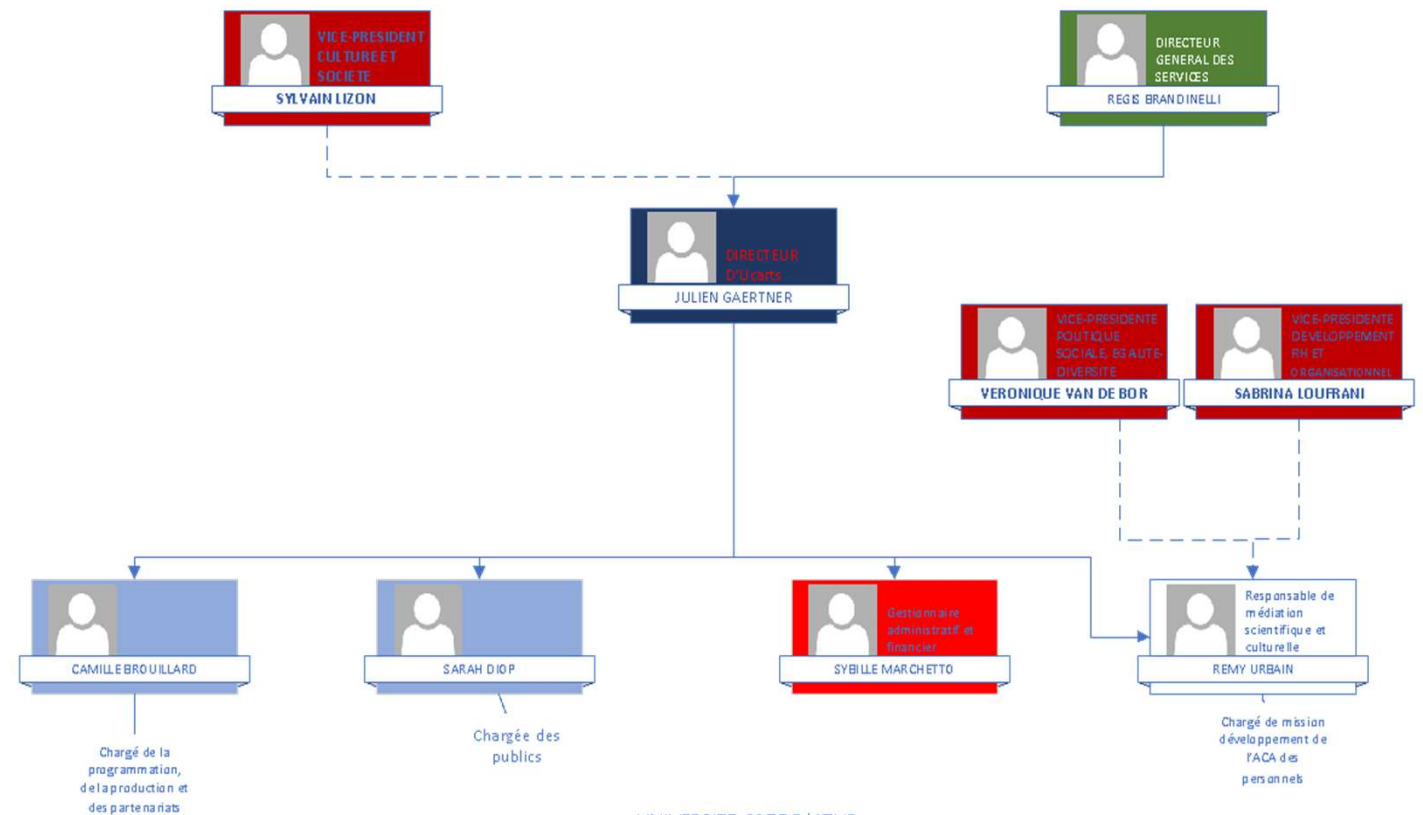 VICE-PRESIDENT
CULTURE ET
SOCIETE
SYLVAIN LIZON
DIRECTEUR
GENERAL DES
SERVICES
REGIS BRANDINELLI
DIRECTEUR
D'Ucarts
JULIEN GAERTNER
VICE-PRESIDENTE
POLITIQUE
SOCIALE, EGALITE-
DIVERSITE
VERONIQUE VAN DE BOR
VICE-PRESIDENTE
DEVELOPPEMENT
RH ET
ORGANISATIONNEL
SABRINA LOUFRANI
CAMILLE BROUILLARD
Chargé de la
programmation,
de la production et
des partenariats
SARAH DIOP
Chargée des
publics
Gestionnaire
administratif et
financier
SYBILLE MARCHETTO
Responsable de
médiation
scientifique et
culturelle
REMY URBAIN
Chargé de mission
développement de
l'ACA des
personnels